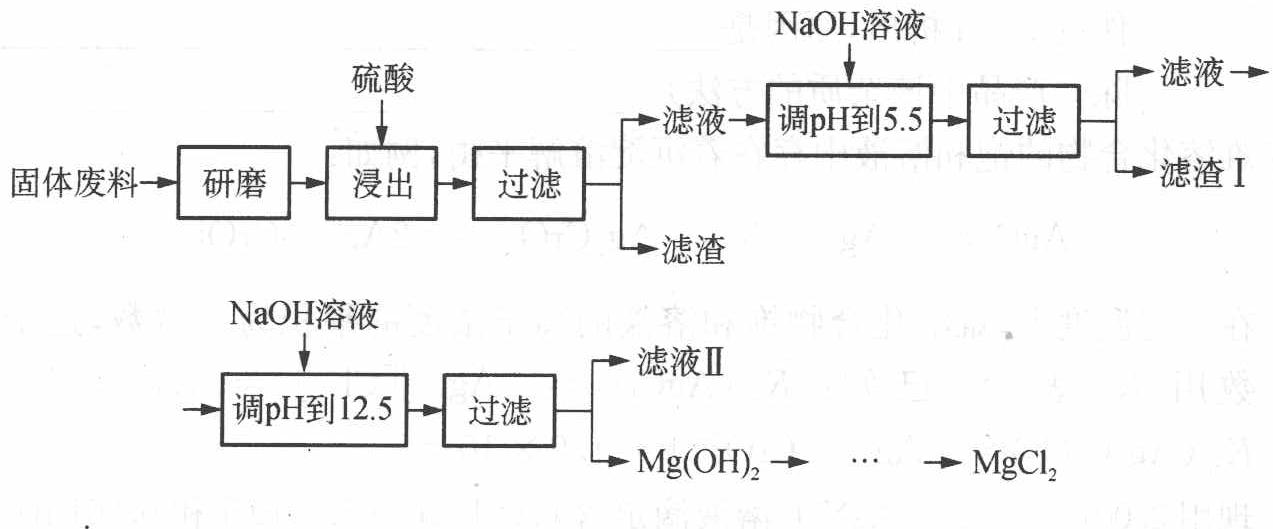 NaOH溶液
硫酸
滤液
滤液
调pH到5.5
过滤
固体废料
研磨
浸出
过滤
滤渣Ⅰ
滤渣
NaOH溶液
滤液Ⅱ
调pH到12.5
过滤
Mg(OH)₂
…
MgCl₂